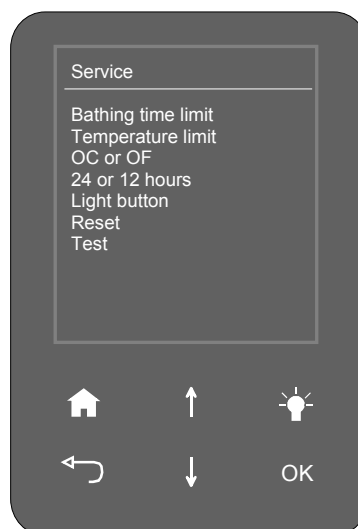 Service
Bathing time limit
Temperature limit
OC or OF
24 or 12 hours
Light button
Reset
Test
OK